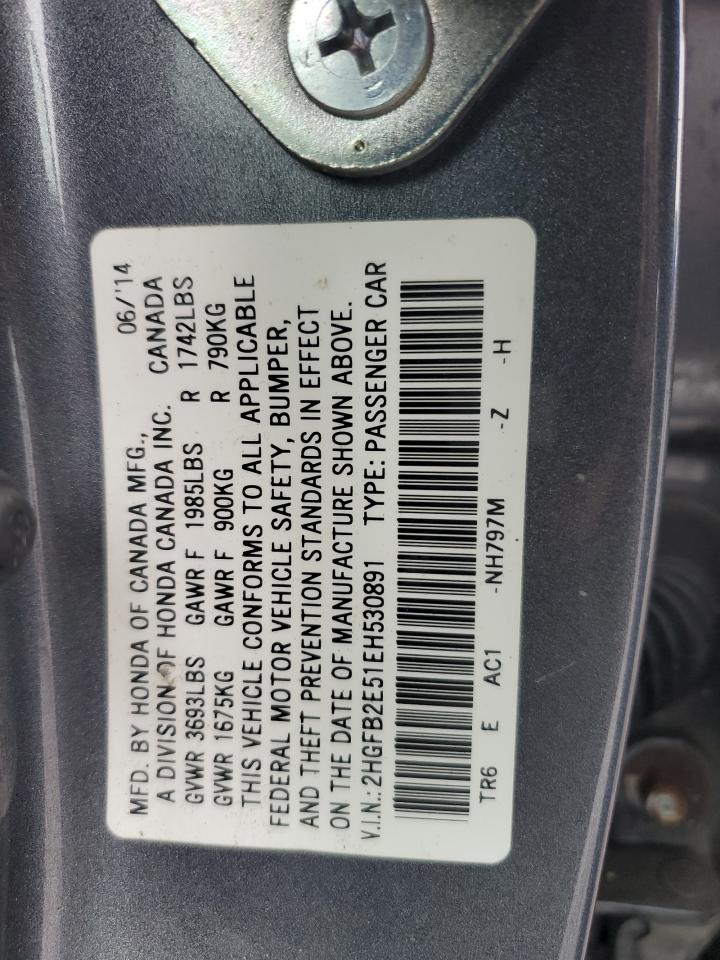 MFD. BY HONDA OF CANADA MFG., 06/'14
A DIVISION OF HONDA CANADA INC. CANADA
GVWR 3693LBS GAWR F 1985LBS R 1742LBS
GVWR 1675KG GAWR F 900KG R 790KG
THIS VEHICLE CONFORMS TO ALL APPLICABLE
FEDERAL MOTOR VEHICLE SAFETY, BUMPER,
AND THEFT PREVENTION STANDARDS IN EFFECT
ON THE DATE OF MANUFACTURE SHOWN ABOVE.
V.I.N.: 2HGFB2E51EH530891 TYPE: PASSENGER CAR
TR6 E AC1 -NH797M -Z -H